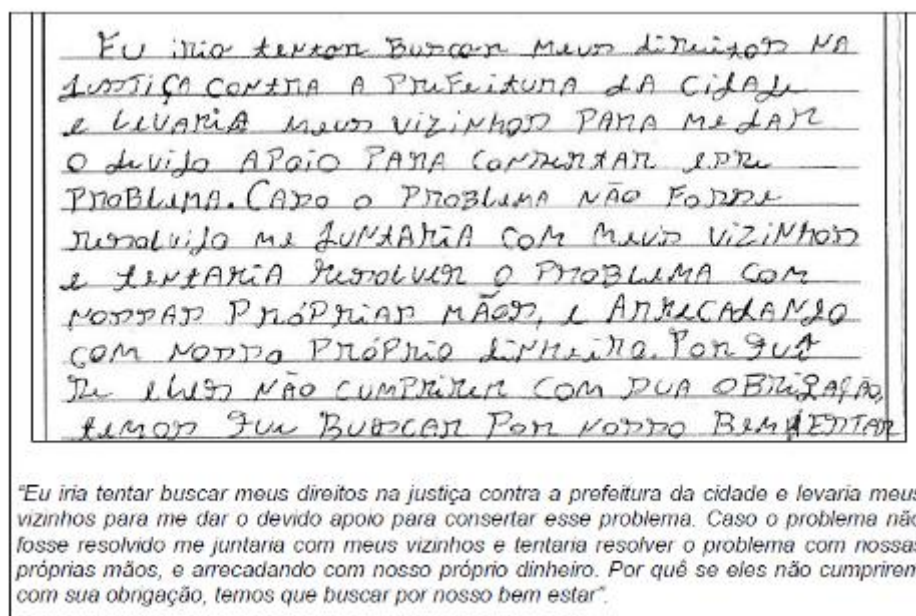 Eu iria tentar buscar meus direitos na
justiça contra a prefeitura da cidade
e levaria meus vizinhos para me dar
o devido apoio para consertar esse
problema. Caso o problema não fosse
resolvido me juntaria com meus vizinhos
e tentaria resolver o problema com
nossas próprias mãos, e arrecadando
com nosso próprio dinheiro. Por quê
se eles não cumprirem com sua obrigação,
temos que buscar por nosso bem estar
"Eu iria tentar buscar meus direitos na justiça contra a prefeitura da cidade e levaria meus
vizinhos para me dar o devido apoio para consertar esse problema. Caso o problema não
fosse resolvido me juntaria com meus vizinhos e tentaria resolver o problema com nossas
próprias mãos, e arrecadando com nosso próprio dinheiro. Por quê se eles não cumprirem
com sua obrigação, temos que buscar por nosso bem estar".